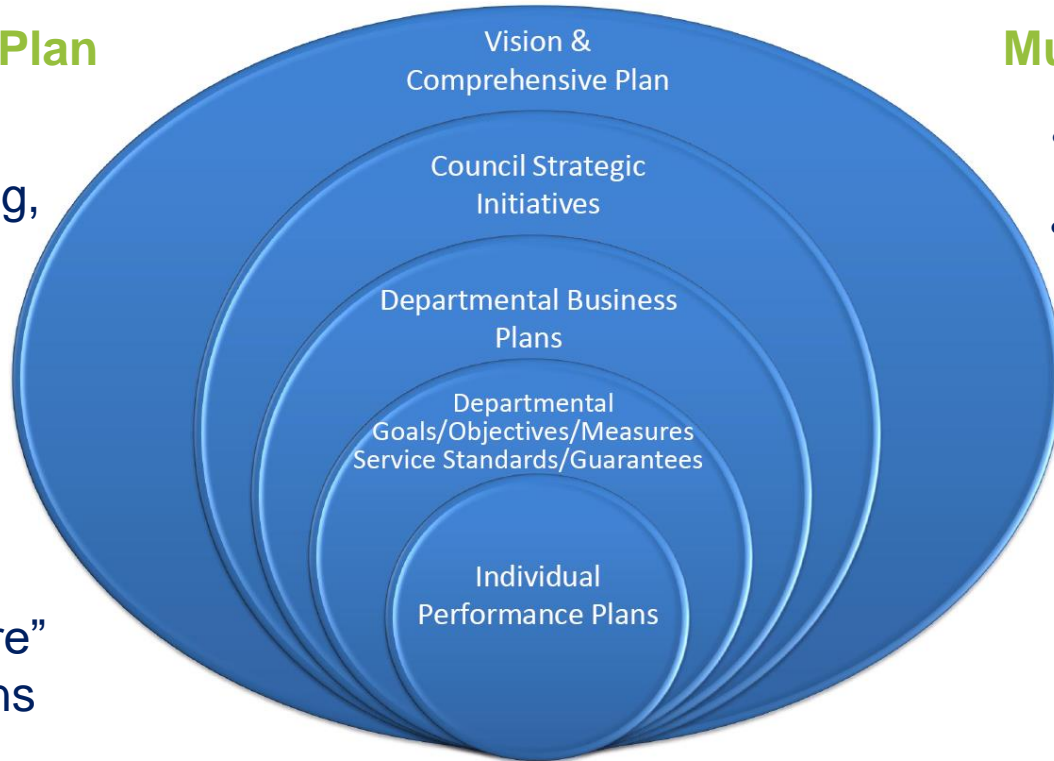 Plan
Mu
Vision &
Comprehensive Plan
Council Strategic
Initiatives
g,
Departmental Business
Plans
Departmental
Goals/Objectives/Measures
Service Standards/Guarantees
Individual
Performance Plans
re”
ns